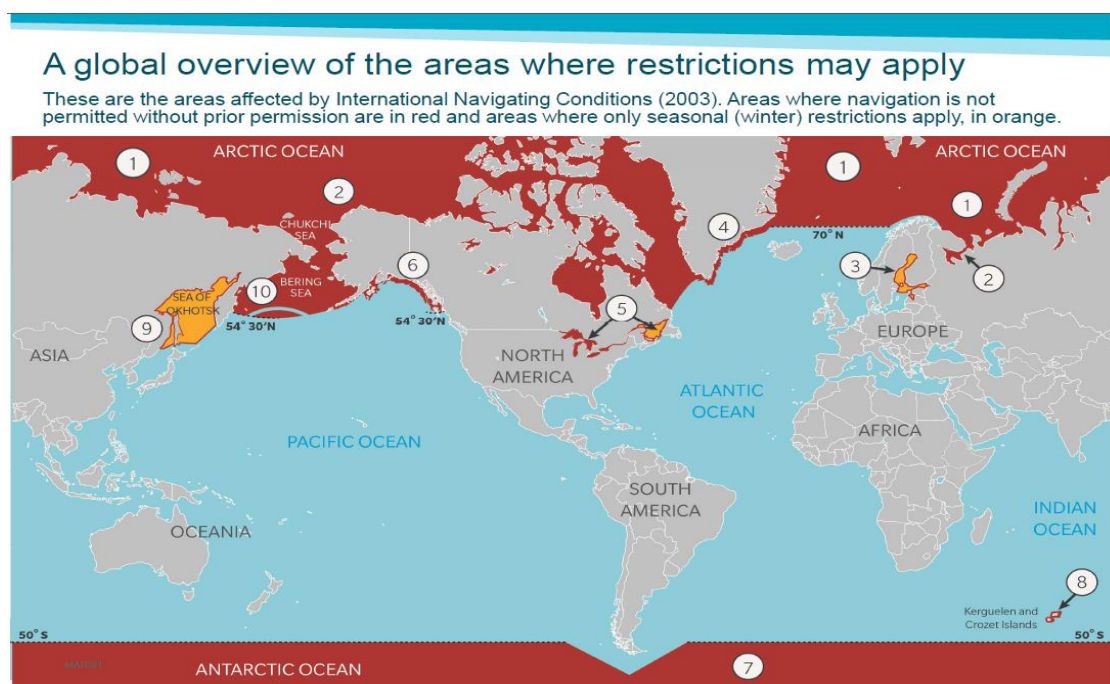 A global overview of the areas where restrictions may apply
These are the areas affected by International Navigating Conditions (2003). Areas where navigation is
not permitted without prior permission are in red and areas where only seasonal (winter) restrictions apply, in orange.
1
ARCTIC OCEAN
1
ARCTIC OCEAN
2
1
CHUKCHI
SEA
4
70° N
6
3
2
10
BERING
SEA
SEA OF
OKHOTSK
9
54° 30'N
54° 30'N
5
ASIA
NORTH
AMERICA
EUROPE
ATLANTIC
OCEAN
PACIFIC OCEAN
AFRICA
SOUTH
AMERICA
OCEANIA
INDIAN
OCEAN
8
Kerguelen and
Crozet Islands
50° S
50° S
ANTARCTIC OCEAN
7